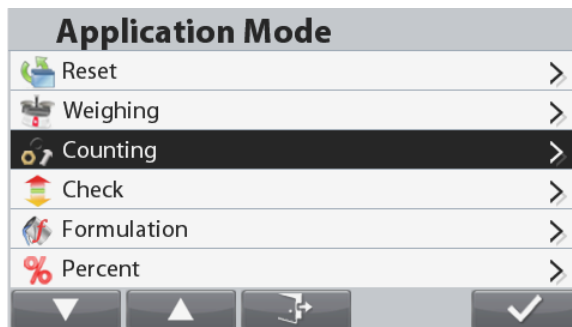 Application Mode
Reset
Weighing
Counting
Check
Formulation
Percent